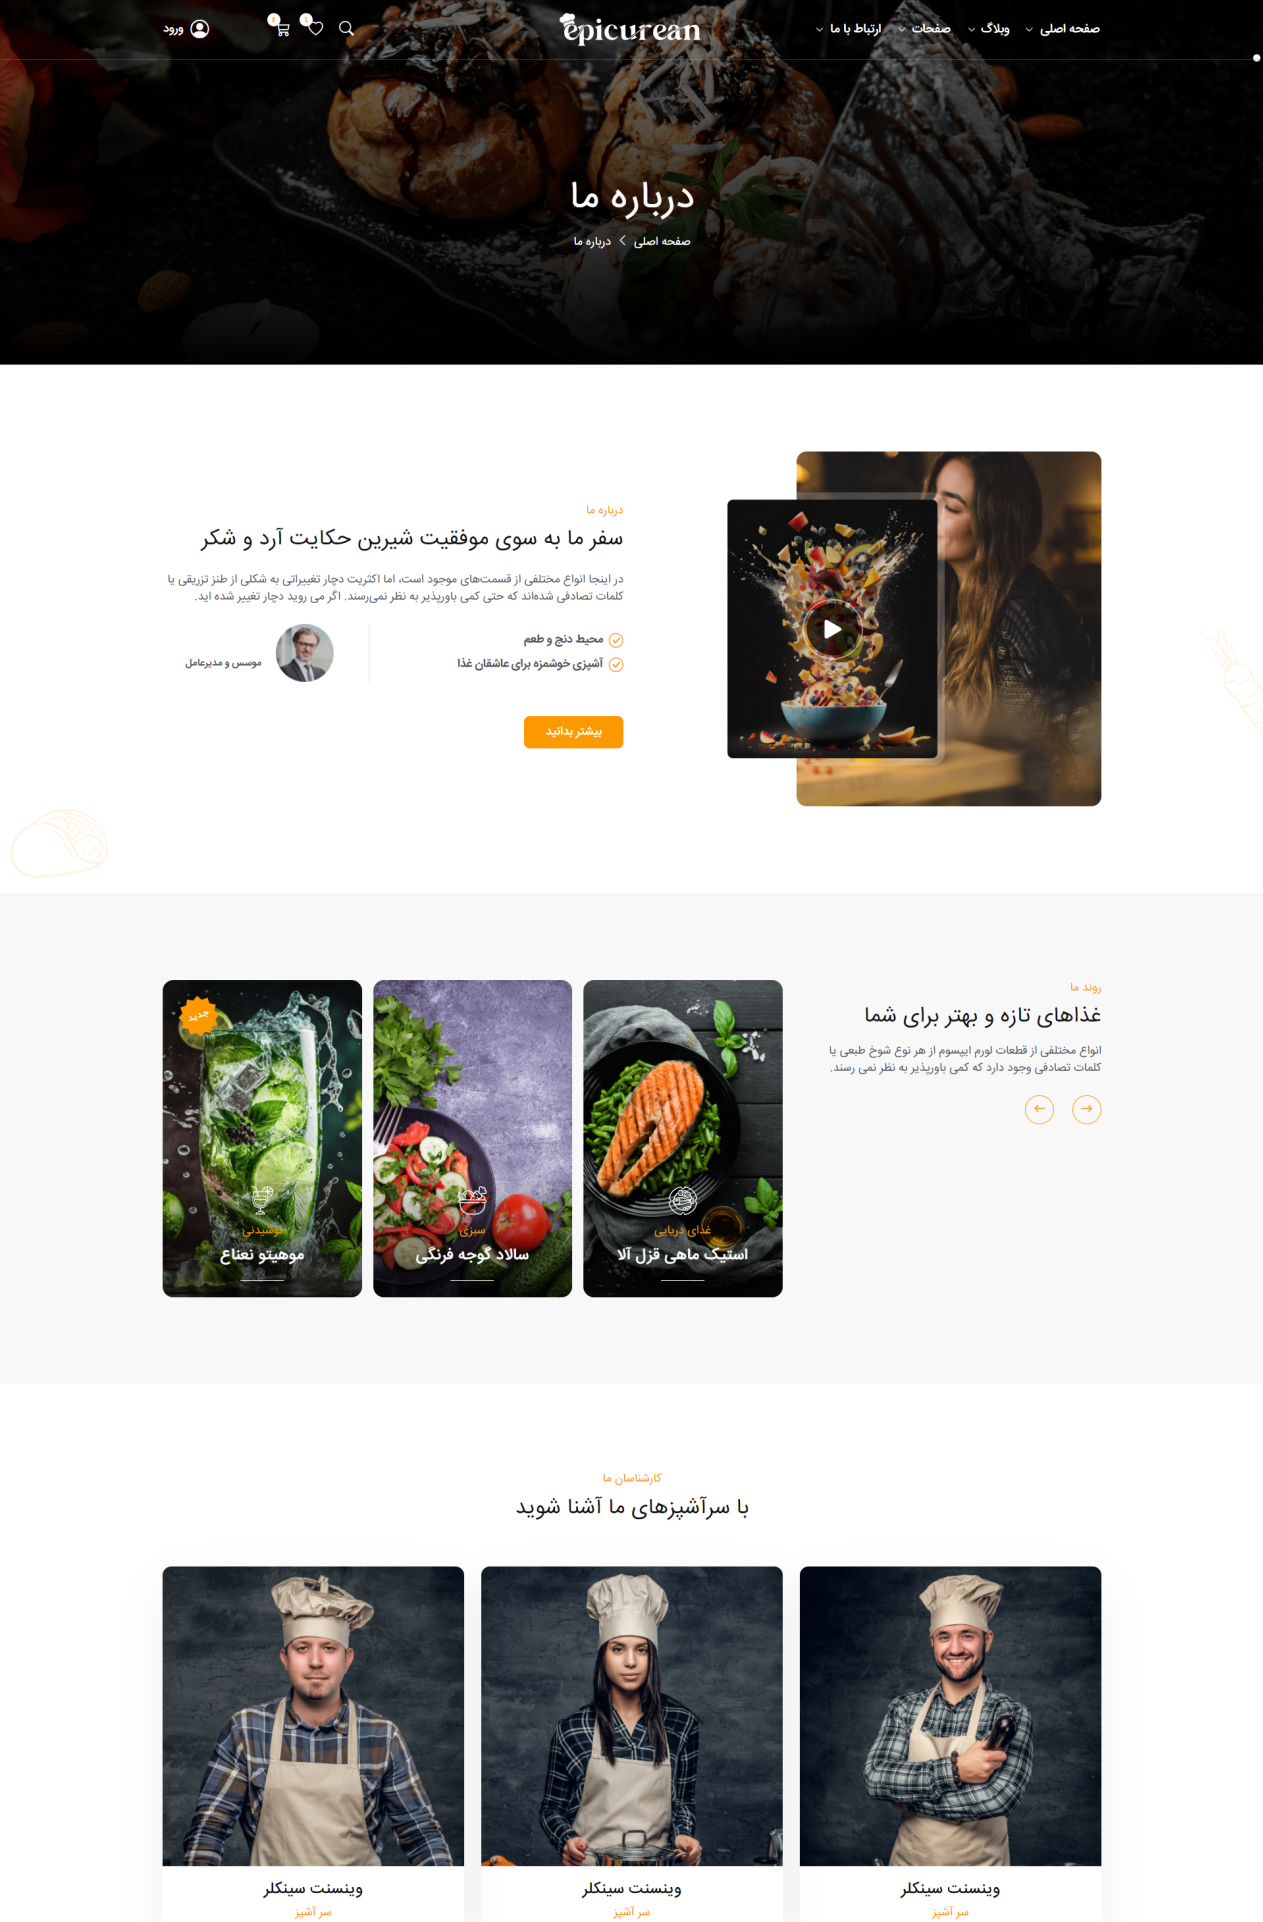 صفحه اصلی
وبلاگ
صفحات
ارتباط با ما
epicurean
۱
ورود
درباره ما
صفحه اصلی
درباره ما
درباره ما
سفر ما به سوی موفقیت شیرین حکایت آرد و شکر
در اینجا انواع مختلفی از قسمت‌های موجود است، اما اکثریت دچار تغییراتی به شکلی از طنز تزریقی یا
کلمات تصادفی شده‌اند که حتی کمی باورپذیر به نظر نمی‌رسند. اگر می روید دچار تغییر شده اید.
محیط دنج و طعم
آشپزی خوشمزه برای عاشقان غذا
موسس و مدیرعامل
بیشتر بدانید
روند ما
غذاهای تازه و بهتر برای شما
انواع مختلفی از قطعات لورم ایپسوم از هر نوع شوخ طبعی یا
کلمات تصادفی وجود دارد که کمی باورپذیر به نظر نمی رسند.
غذای دریایی
استیک ماهی قزل آلا
سبزی
سالاد گوجه فرنگی
جدید
نوشیدنی
موهیتو نعناع
کارشناسان ما
با سرآشپزهای ما آشنا شوید
وینسنت سینکلر
سر آشپز
وینسنت سینکلر
سر آشپز
وینسنت سینکلر
سر آشپز